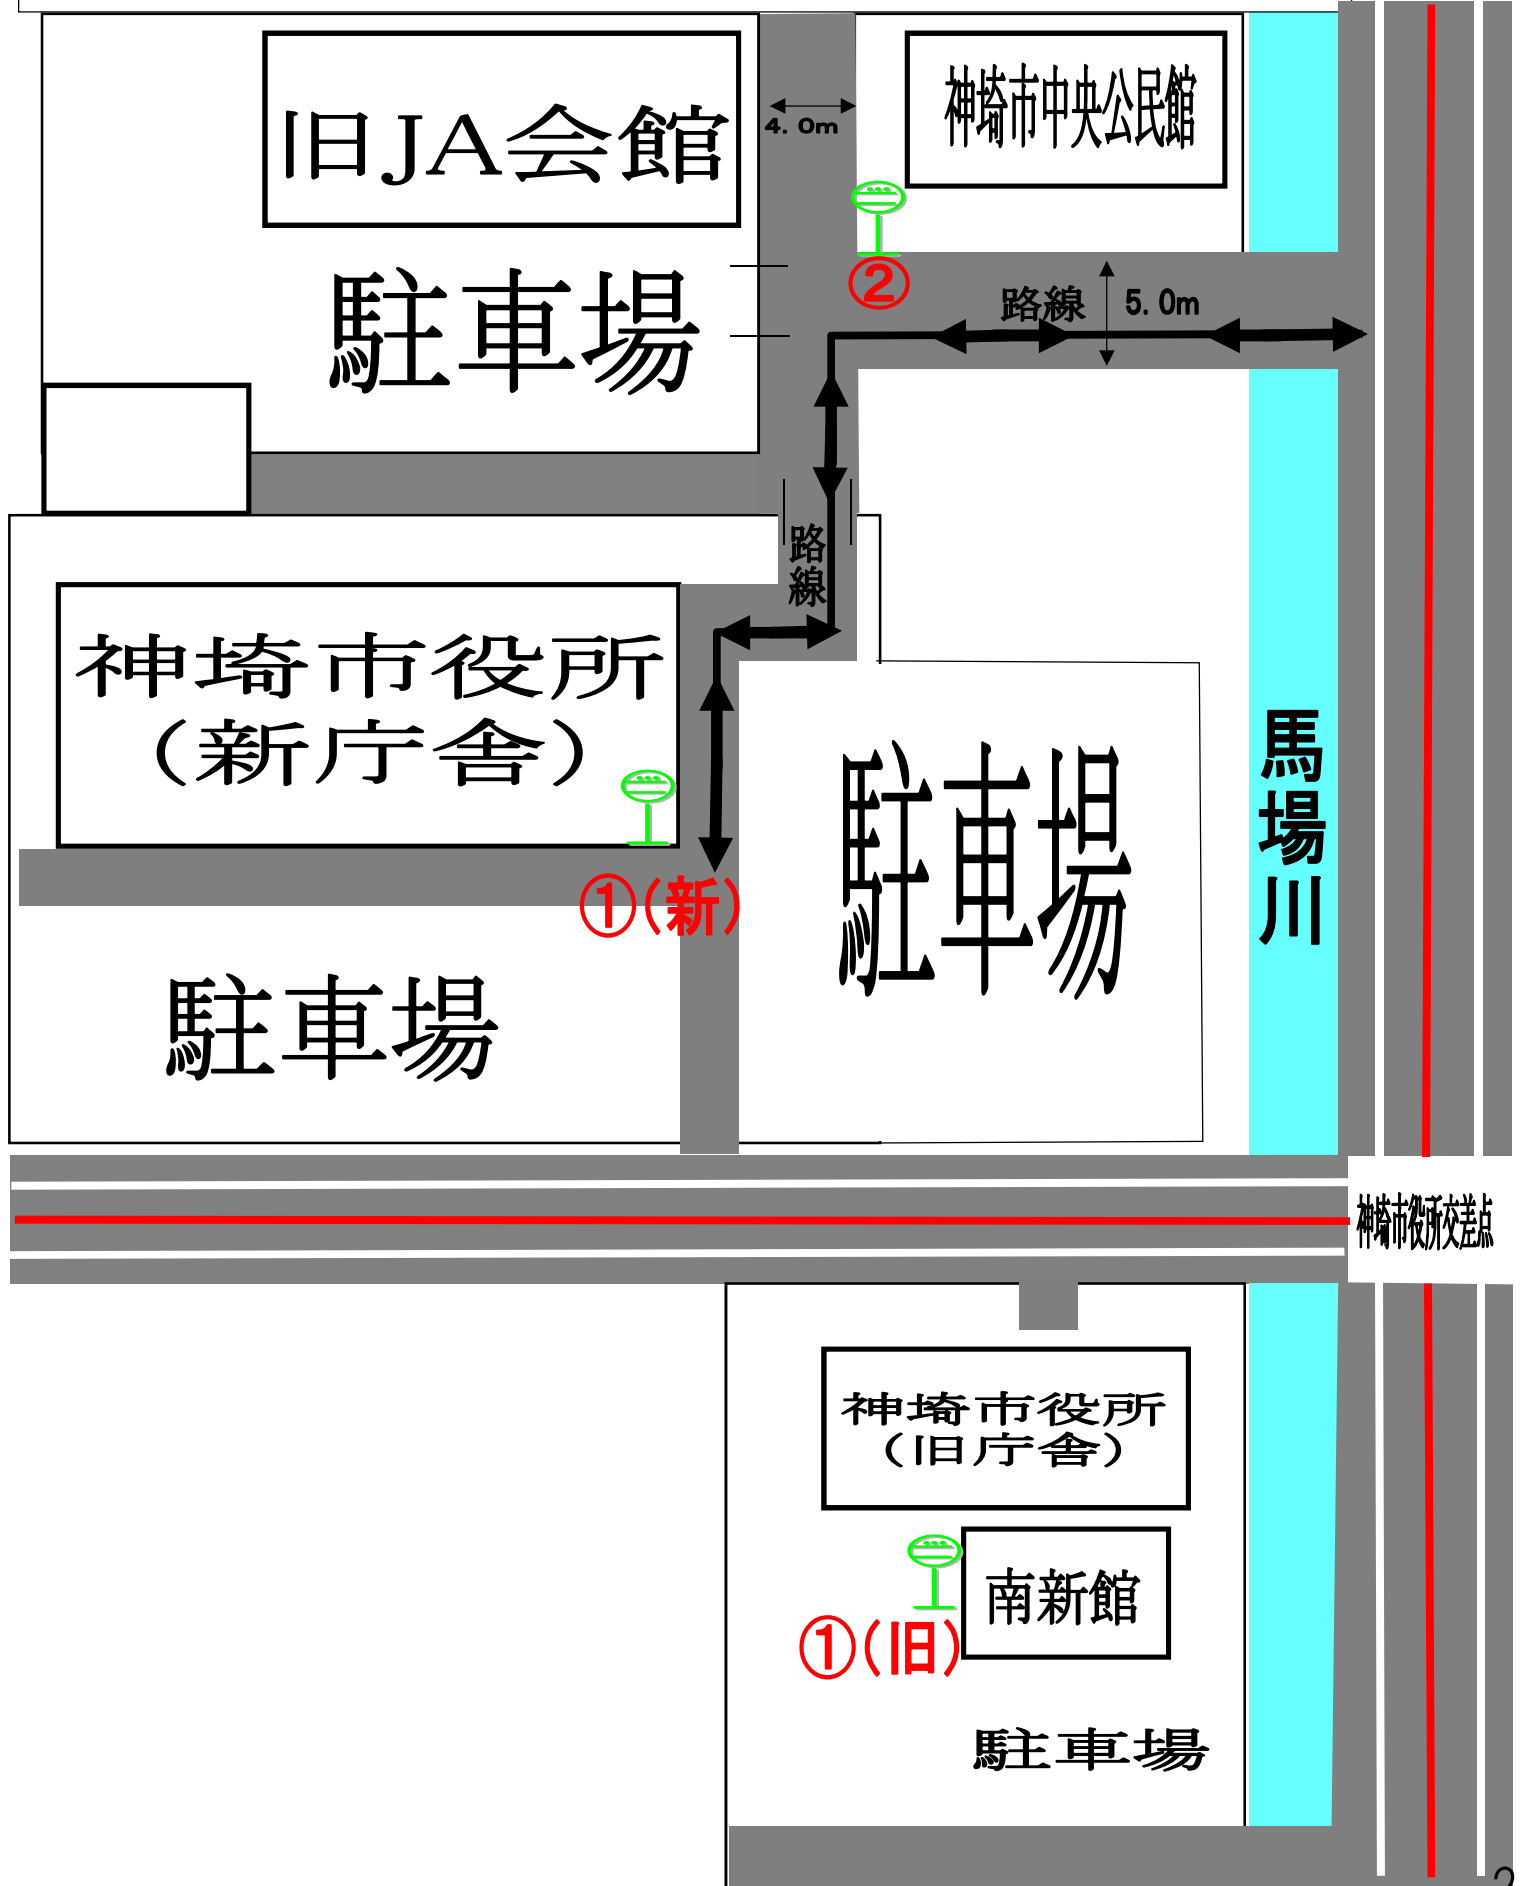 旧JA会館
4.0m
神埼市中央公民館
②
路線
5.0m
駐車場
路線
神埼市役所
(新庁舎)
①(新)
駐車場
駐車場
馬場川
神埼市役所交差点
神埼市役所
(旧庁舎)
南新館
①(旧)
駐車場